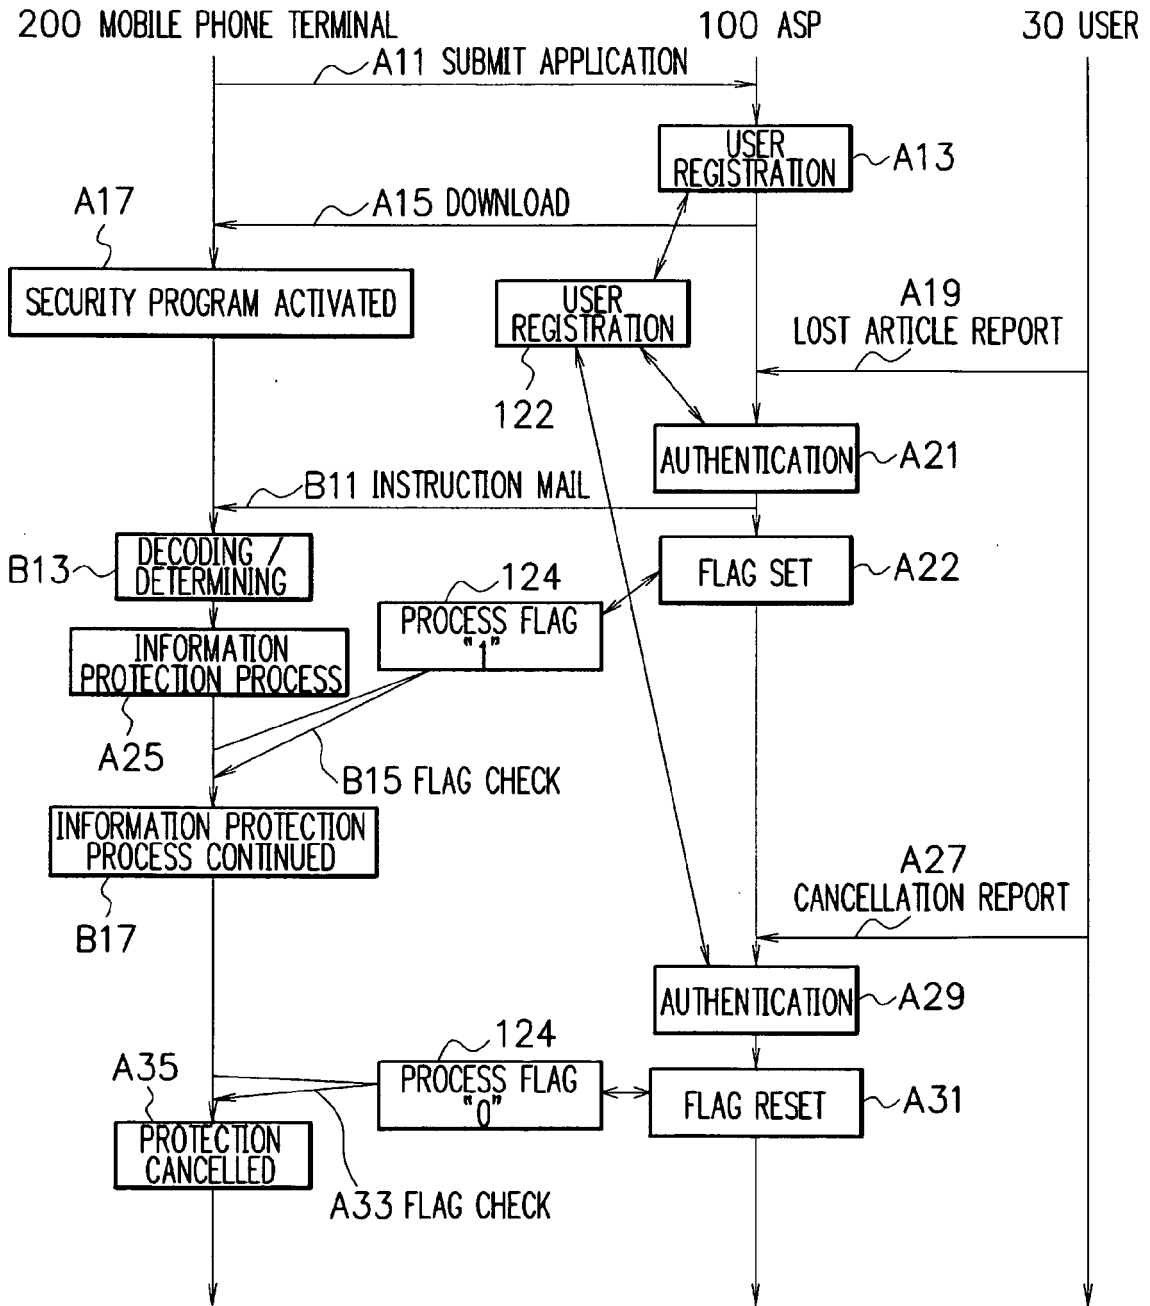 200 MOBILE PHONE TERMINAL
100 ASP
30 USER
A11 SUBMIT APPLICATION
USER
REGISTRATION
A13
A15 DOWNLOAD
A17
SECURITY PROGRAM ACTIVATED
USER
REGISTRATION
122
A19
LOST ARTICLE REPORT
AUTHENTICATION
A21
B11 INSTRUCTION MAIL
B13
DECODING /
DETERMINING
FLAG SET
A22
124
PROCESS FLAG
"1"
INFORMATION
PROTECTION PROCESS
A25
B15 FLAG CHECK
INFORMATION PROTECTION
PROCESS CONTINUED
B17
A27
CANCELLATION REPORT
AUTHENTICATION
A29
124
PROCESS FLAG
"0"
FLAG RESET
A31
A35
PROTECTION
CANCELLED
A33 FLAG CHECK